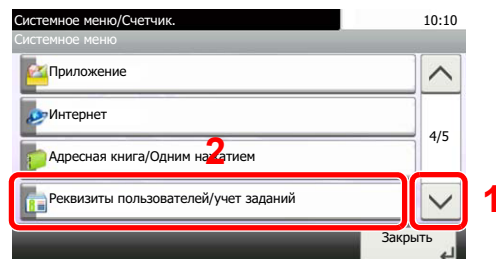 Системное меню/Счетчик. 10:10
Системное меню
Приложение
Интернет
4/5
2
Адресная книга/Одним нажатием
Реквизиты пользователей/учет заданий
1
Закрыть